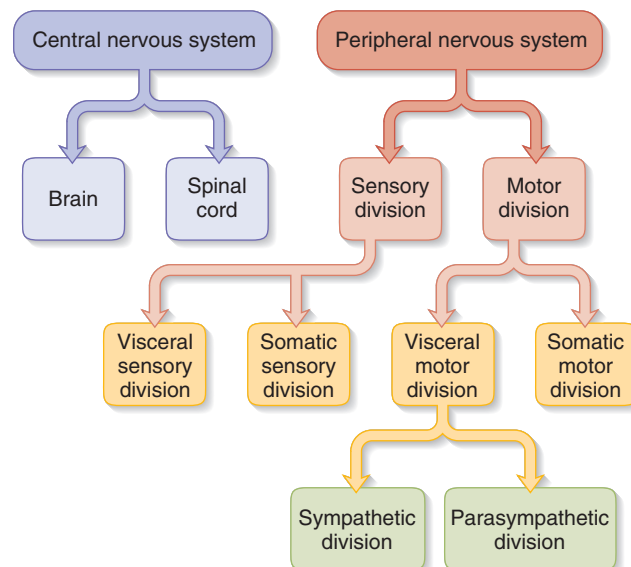 Central nervous system
Peripheral nervous system
Brain
Spinal
cord
Sensory
division
Motor
division
Visceral
sensory
division
Somatic
sensory
division
Visceral
motor
division
Somatic
motor
division
Sympathetic
division
Parasympathetic
division